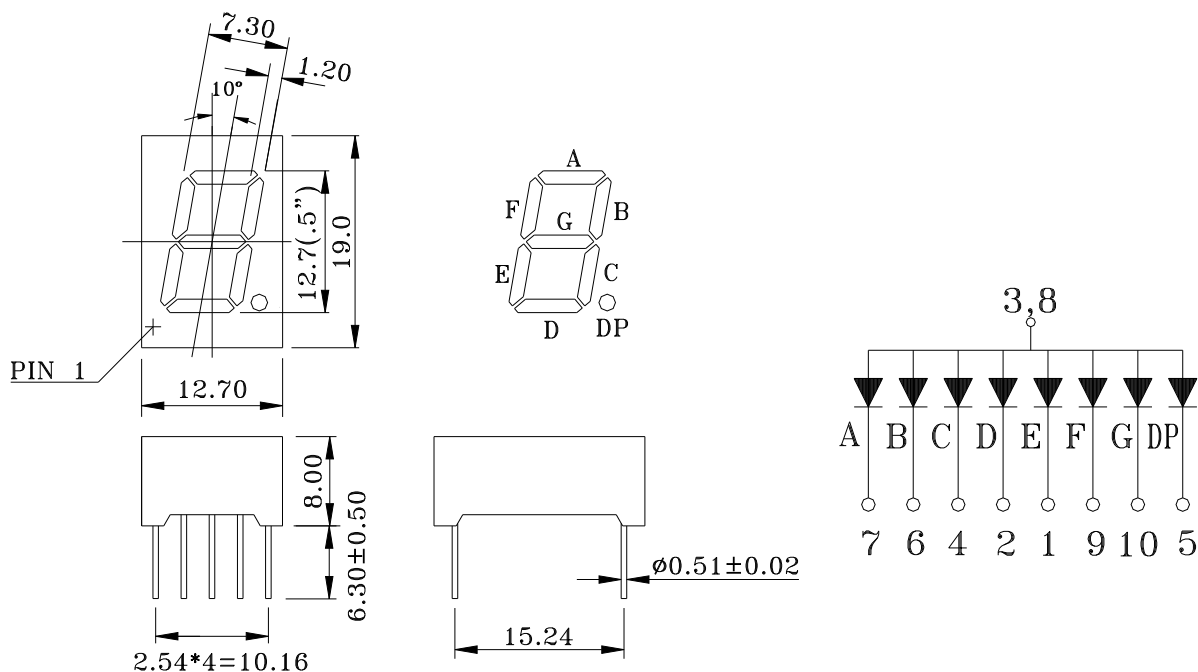 7.30
1.20
10°
12.7(.5")
19.0
PIN 1
12.70
A
F
B
G
E
C
D
DP
3,8
A B C D E F G DP
7 6 4 2 1 9 10 5
8.00
6.30±0.50
2.54*4=10.16
ø0.51±0.02
15.24